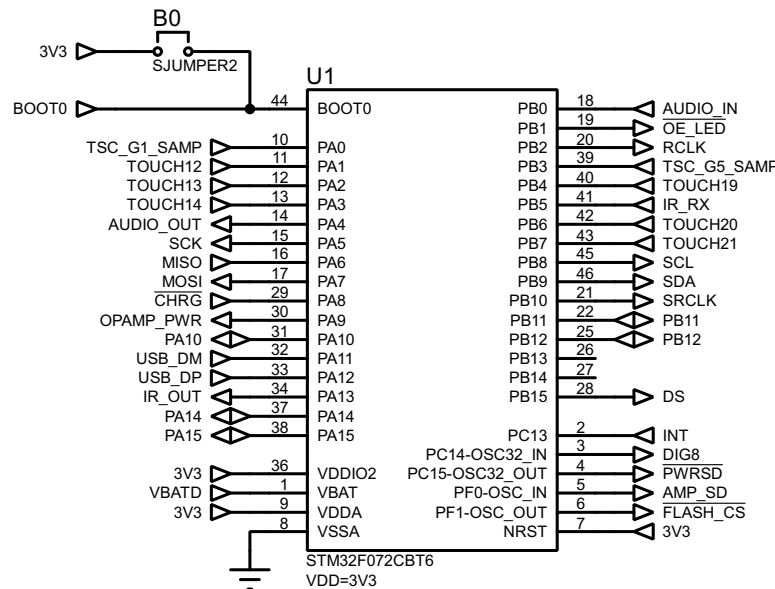 B0
3V3
SJUMPER2
U1
BOOT0 44 BOOT0 PB0 18 AUDIO_IN
PB1 19 OE_LED
TSC_G1_SAMP 10 PA0 PB2 20 RCLK
TOUCH12 11 PA1 PB3 39 TSC_G5_SAMP
TOUCH13 12 PA2 PB4 40 TOUCH19
TOUCH14 13 PA3 PB5 41 IR_RX
AUDIO_OUT 14 PA4 PB6 42 TOUCH20
SCK 15 PA5 PB7 43 TOUCH21
MISO 16 PA6 PB8 45 SCL
MOSI 17 PA7 PB9 46 SDA
CHRG 29 PA8 PB10 21 SRCLK
OPAMP_PWR 30 PA9 PB11 22 PB11
PA10 31 PA10 PB12 25 PB12
USB_DM 32 PA11 PB13 26
USB_DP 33 PA12 PB14 27
IR_OUT 34 PA13 PB15 28 DS
PA14 37 PA14
PA15 38 PA15 PC13 2 INT
PC14-OSC32_IN 3 DIG8
3V3 36 VDDIO2 PC15-OSC32_OUT 4 PWRSD
VBATD 1 VBAT PF0-OSC_IN 5 AMP_SD
3V3 9 VDDA PF1-OSC_OUT 6 FLASH_CS
8 VSSA NRST 7 3V3
STM32F072CBT6
VDD=3V3